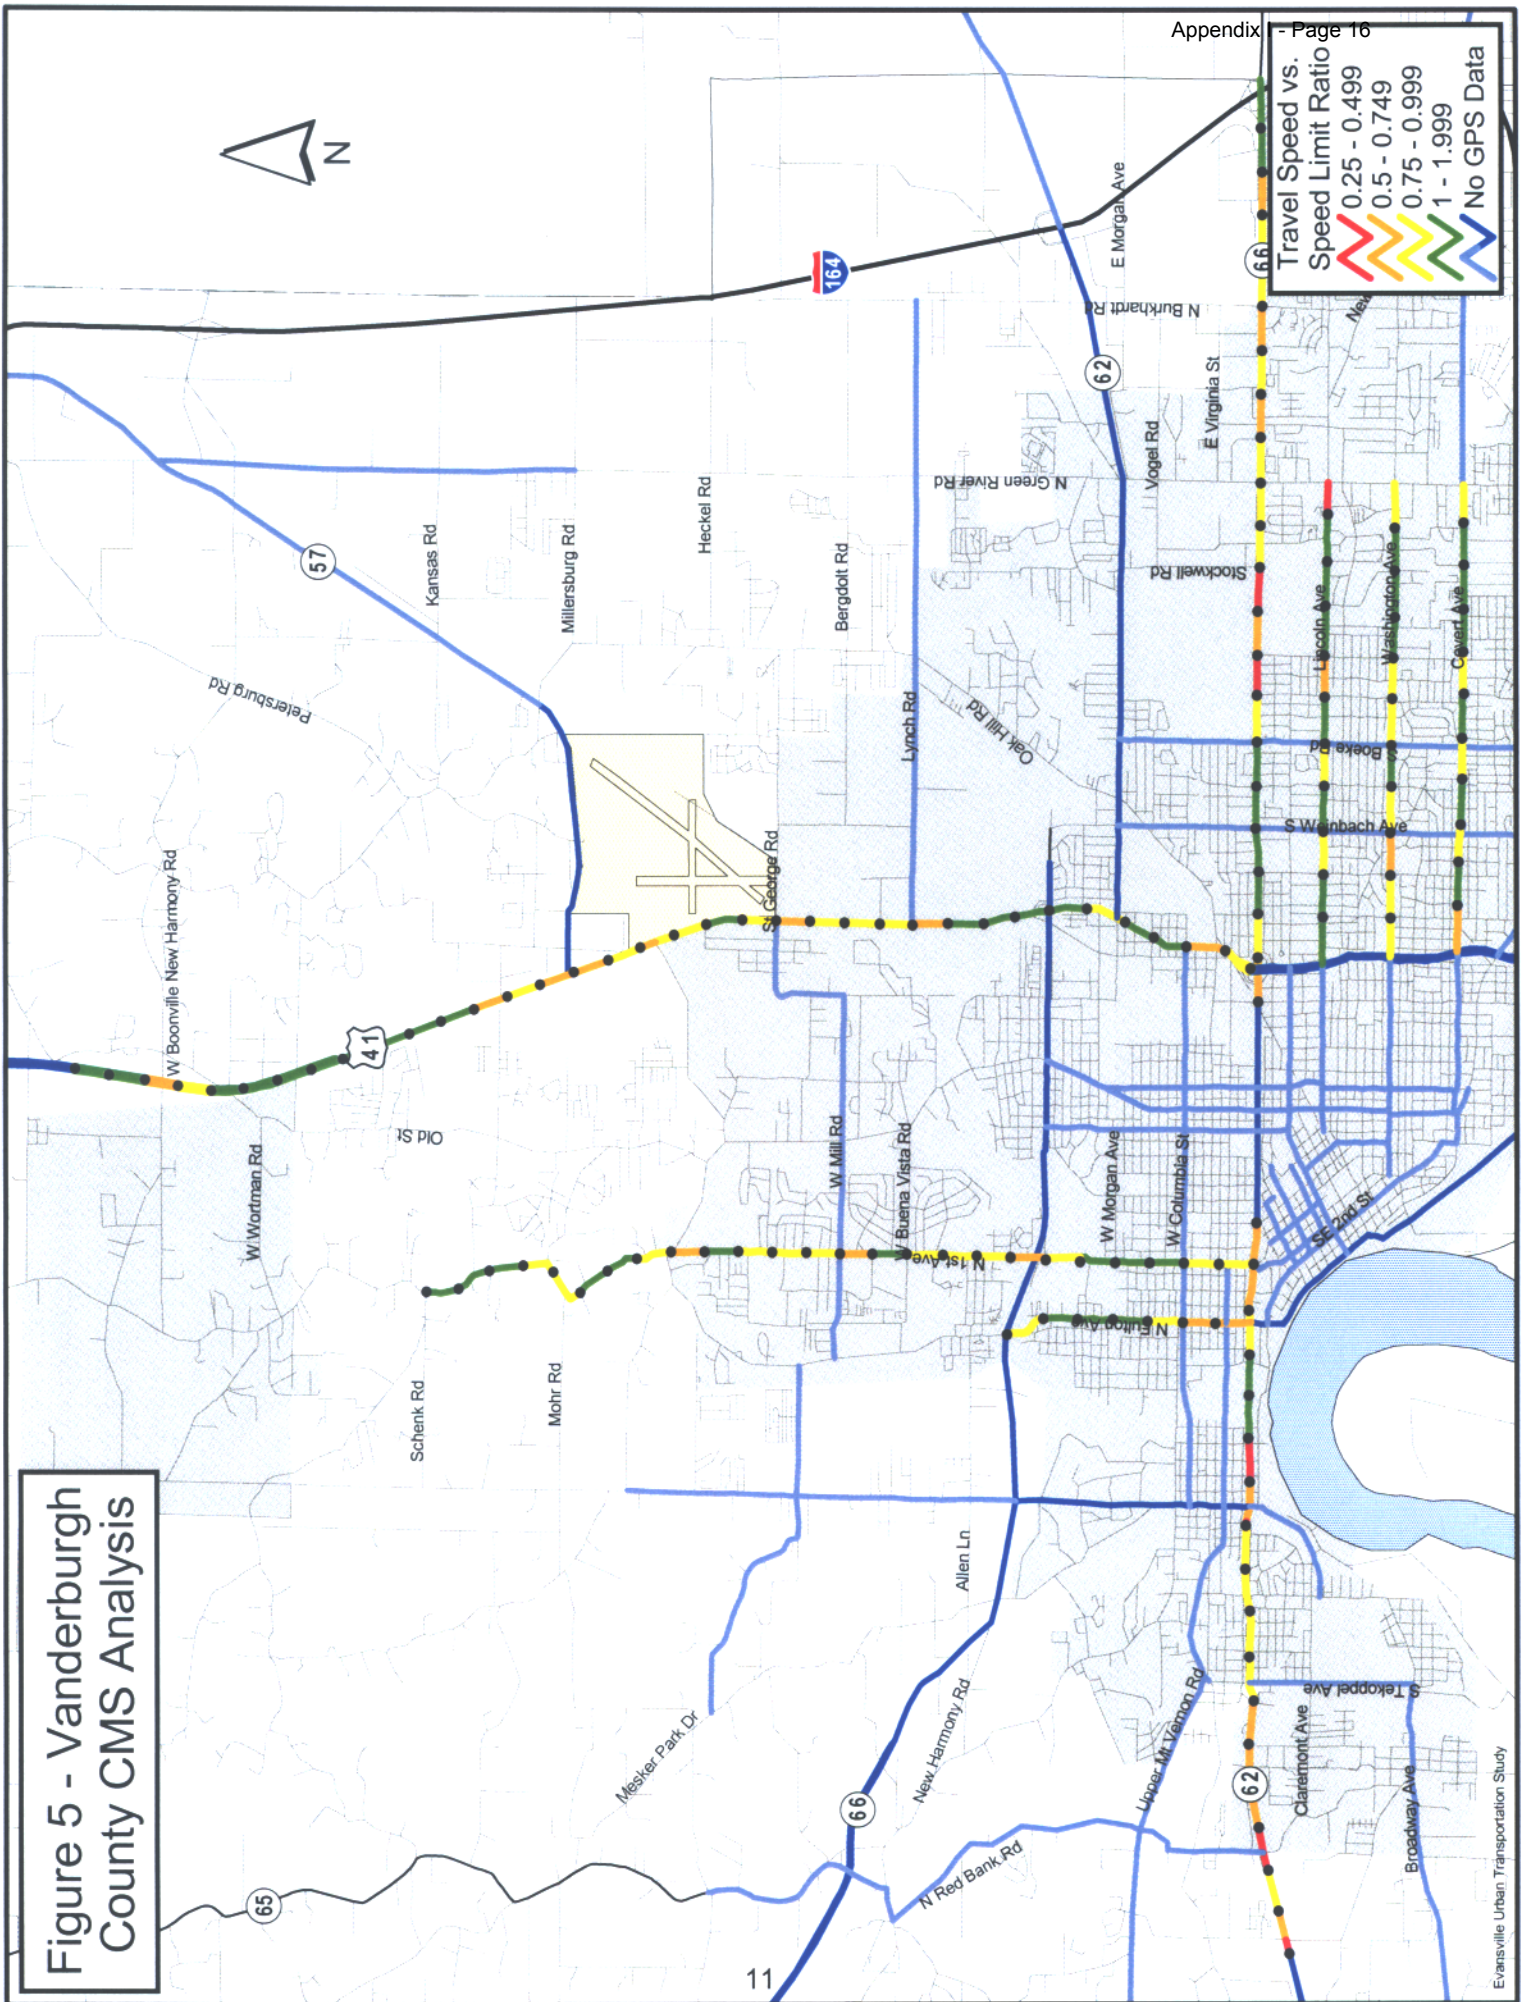 Appendix I - Page 16
Figure 5 - Vanderburgh
County CMS Analysis
N
Travel Speed vs.
Speed Limit Ratio
0.25 - 0.499
0.5 - 0.749
0.75 - 0.999
1 - 1.999
No GPS Data
65
66
62
41
57
164
62
66
W Boonville New Harmony Rd
W Wortman Rd
Old St
Schenk Rd
Mohr Rd
Petersburg Rd
Kansas Rd
Millersburg Rd
Heckel Rd
Bergdolt Rd
St George Rd
Lynch Rd
Oak Hill Rd
N Green River Rd
E Morgan Ave
N Burkhardt Rd
Vogel Rd
E Virginia St
Stockwell Rd
Lincoln Ave
Washington Ave
Covert Ave
S Boeke Rd
S Weinbach Ave
W Mill Rd
W Buena Vista Rd
N 1st Ave
W Morgan Ave
W Columbia St
N Fulton Ave
SE 2nd St
Allen Ln
Mesker Park Dr
New Harmony Rd
Upper Mt Vernon Rd
N Red Bank Rd
S Tekoppel Ave
Claremont Ave
Broadway Ave
11
Evansville Urban Transportation Study